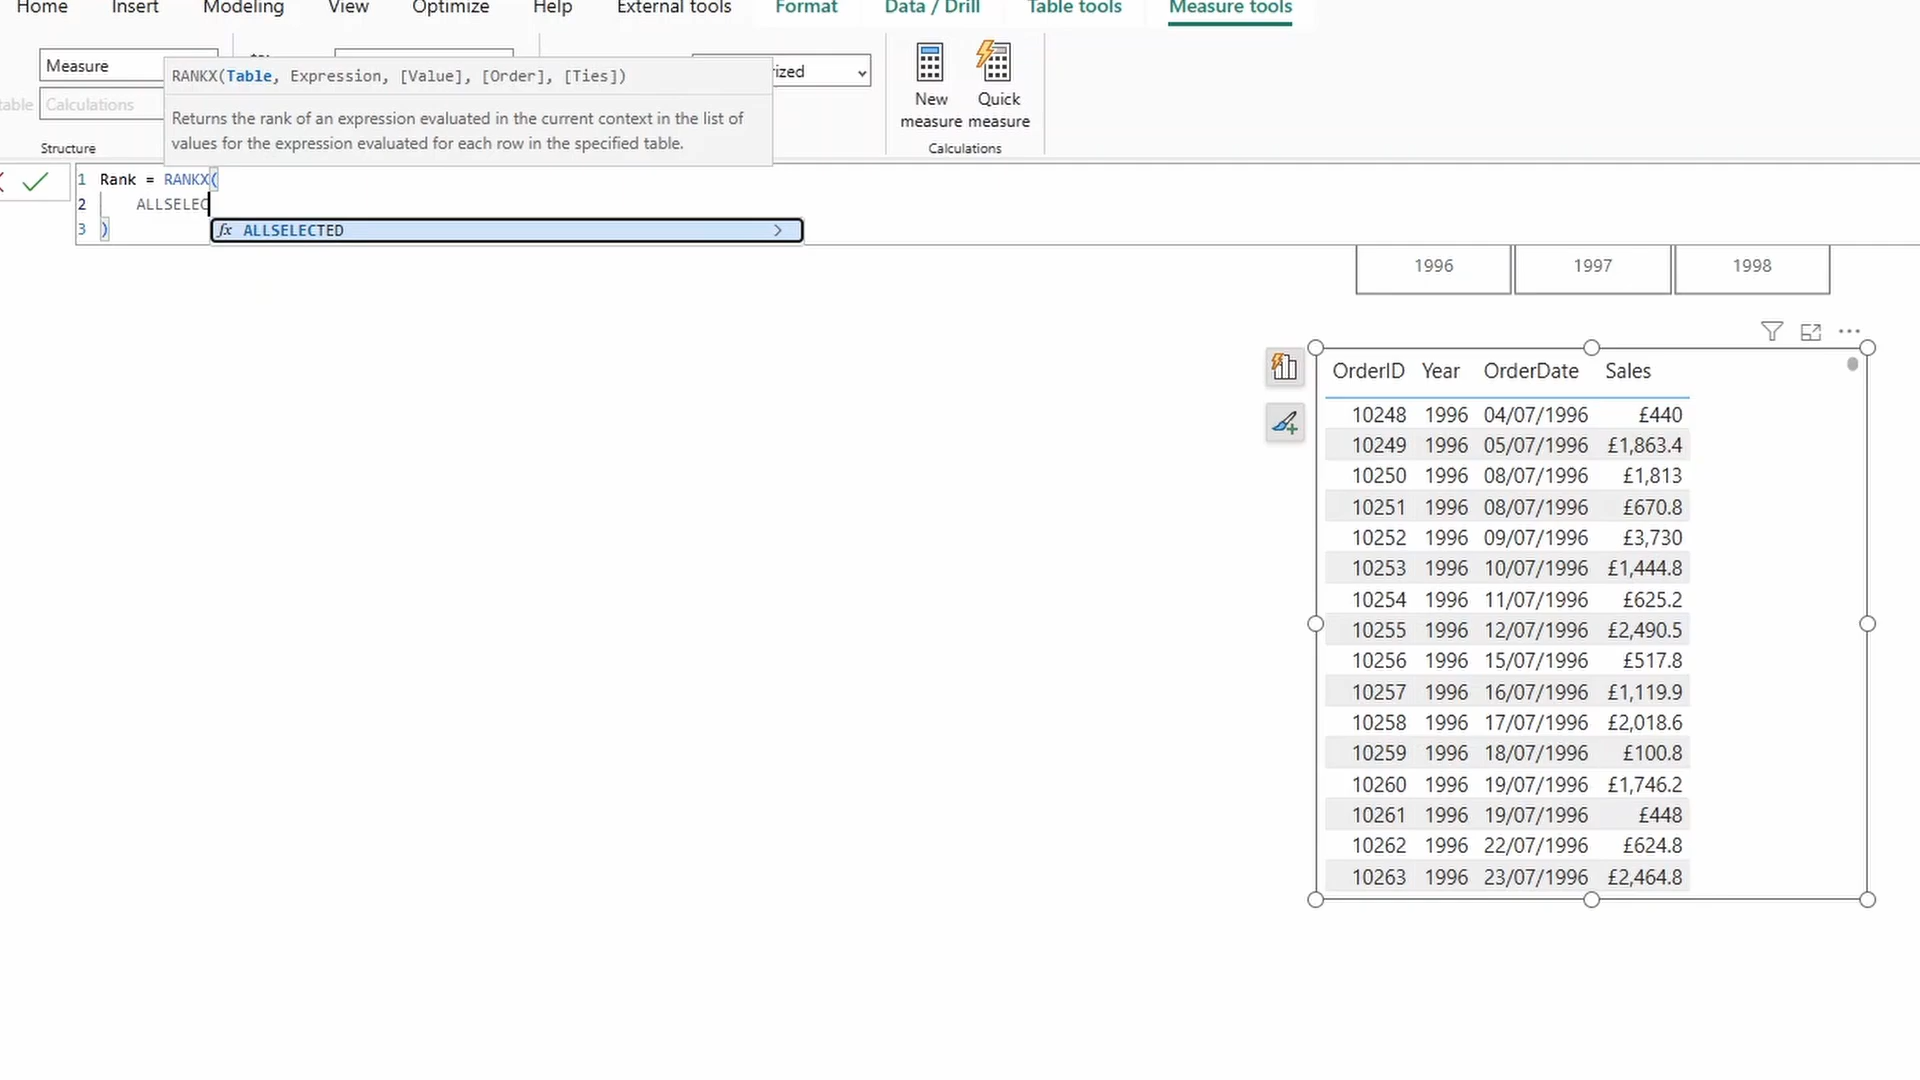 Home Insert Modeling View Optimize Help External tools Format Data / Drill Table tools Measure tools
Measure
RANKX(Table, Expression, [Value], [Order], [Ties])
Returns the rank of an expression evaluated in the current context in the list of
values for the expression evaluated for each row in the specified table.
table Calculations
Structure
rized
New measure
Quick measure
Calculations
1 Rank = RANKX(
2 ALLSELEC
3 )
fx ALLSELECTED
1996 1997 1998
OrderID Year OrderDate Sales
10248 1996 04/07/1996 £440
10249 1996 05/07/1996 £1,863.4
10250 1996 08/07/1996 £1,813
10251 1996 08/07/1996 £670.8
10252 1996 09/07/1996 £3,730
10253 1996 10/07/1996 £1,444.8
10254 1996 11/07/1996 £625.2
10255 1996 12/07/1996 £2,490.5
10256 1996 15/07/1996 £517.8
10257 1996 16/07/1996 £1,119.9
10258 1996 17/07/1996 £2,018.6
10259 1996 18/07/1996 £100.8
10260 1996 19/07/1996 £1,746.2
10261 1996 19/07/1996 £448
10262 1996 22/07/1996 £624.8
10263 1996 23/07/1996 £2,464.8